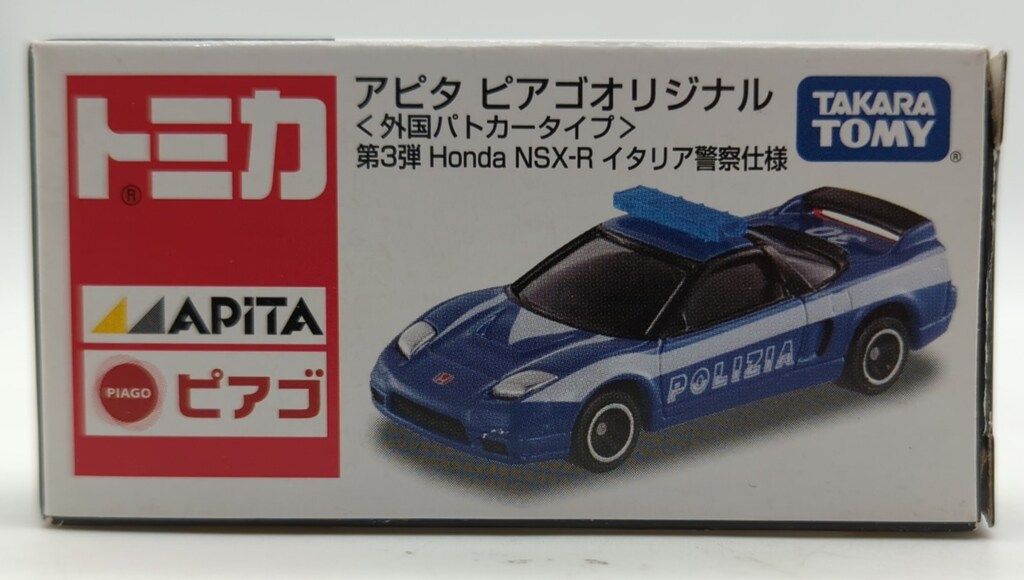 トミカ
®
APiTA
PIAGO
ピアゴ
アピタ ピアゴオリジナル
<外国パトカータイプ>
第3弾 Honda NSX-R イタリア警察仕様
TAKARA
TOMY
®
POLIZIA